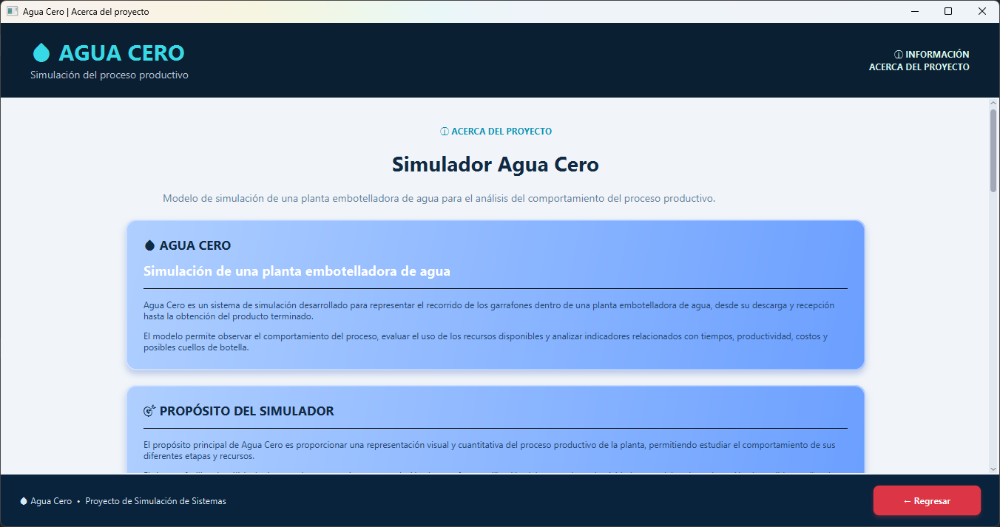 Agua Cero | Acerca del proyecto
AGUA CERO
Simulación del proceso productivo
ⓘ INFORMACIÓN
ACERCA DEL PROYECTO
ⓘ ACERCA DEL PROYECTO
Simulador Agua Cero
Modelo de simulación de una planta embotelladora de agua para el análisis del comportamiento del proceso productivo.
AGUA CERO
Simulación de una planta embotelladora de agua
Agua Cero es un sistema de simulación desarrollado para representar el recorrido de los garrafones dentro de una planta embotelladora de agua, desde su descarga y recepción
hasta la obtención del producto terminado.
El modelo permite observar el comportamiento del proceso, evaluar el uso de los recursos disponibles y analizar indicadores relacionados con tiempos, productividad, costos y
posibles cuellos de botella.
PROPÓSITO DEL SIMULADOR
El propósito principal de Agua Cero es proporcionar una representación visual y cuantitativa del proceso productivo de la planta, permitiendo estudiar el comportamiento de sus
diferentes etapas y recursos.
Agua Cero • Proyecto de Simulación de Sistemas
← Regresar